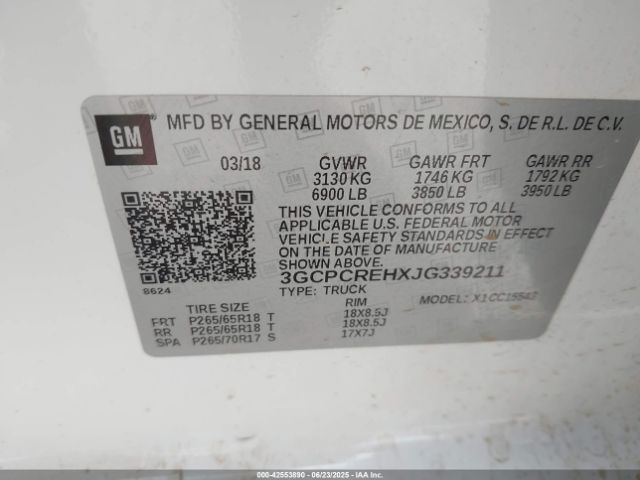 GM MFD BY GENERAL MOTORS DE MEXICO, S. DE R.L. DE C.V.
03/18 GVWR GAWR FRT GAWR RR
3130 KG 1746 KG 1792 KG
6900 LB 3850 LB 3950 LB
THIS VEHICLE CONFORMS TO ALL
APPLICABLE U.S. FEDERAL MOTOR
VEHICLE SAFETY STANDARDS IN EFFECT
ON THE DATE OF MANUFACTURE
SHOWN ABOVE.
3GCPCREHXJG339211
8624
TYPE: TRUCK MODEL: X1CC15543
TIRE SIZE RIM
FRT P265/65R18 T 18X8.5J
RR P265/65R18 T 18X8.5J
SPA P265/70R17 S 17X7J
000-42553890 - 06/23/2025 - © IAA, LLC